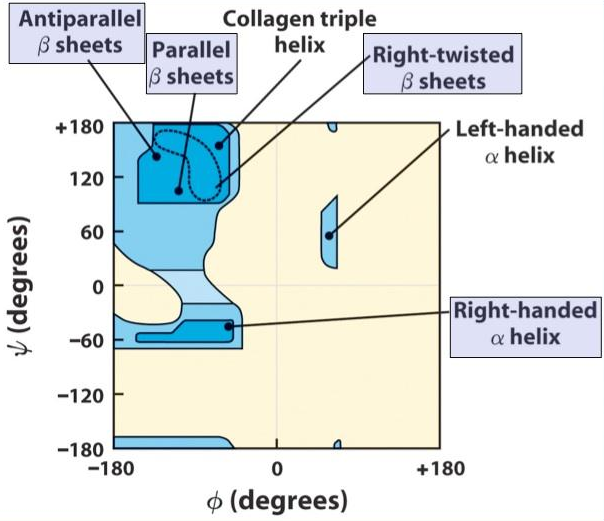 Antiparallel
β sheets
Parallel
β sheets
Collagen triple
helix
Right-twisted
β sheets
Left-handed
α helix
Right-handed
α helix
+180
120
60
0
−60
−120
−180
ψ (degrees)
−180
0
+180
ϕ (degrees)